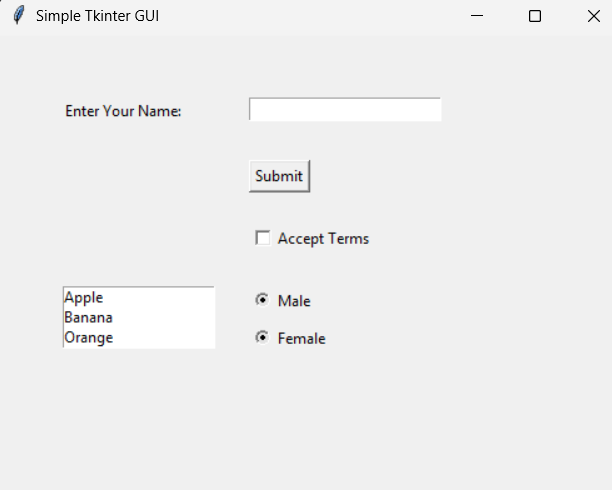 Simple Tkinter GUI
Enter Your Name:
Submit
Accept Terms
Apple
Banana
Orange
Male
Female